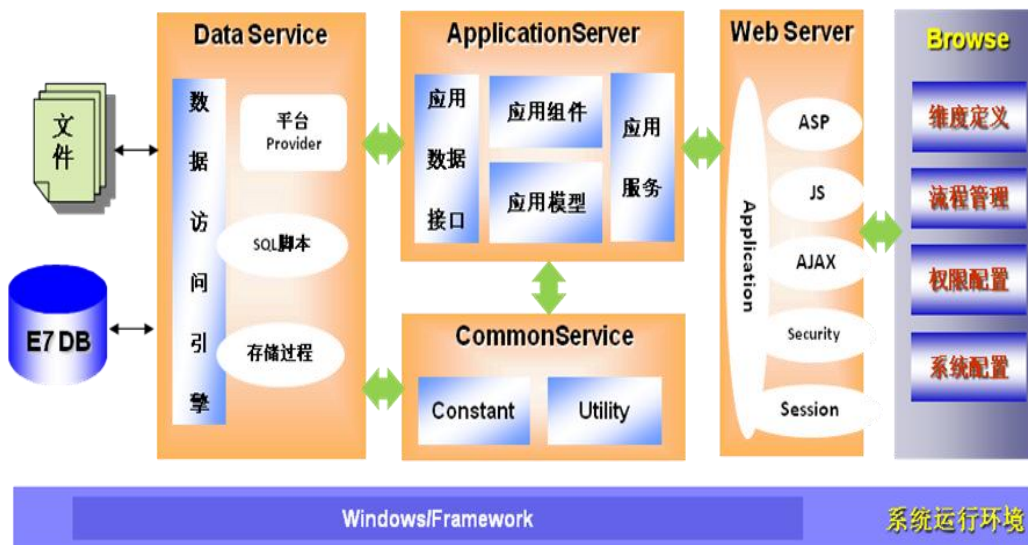 文
件
E7 DB
Data Service
数
据
访
问
引
擎
平台
Provider
SQL脚本
存储过程
ApplicationServer
应用
数据
接口
应用组件
应用模型
应用
服务
CommonService
Constant
Utility
Web Server
Application
ASP
JS
AJAX
Security
Session
Browse
维度定义
流程管理
权限配置
系统配置
Windows/Framework
系统运行环境